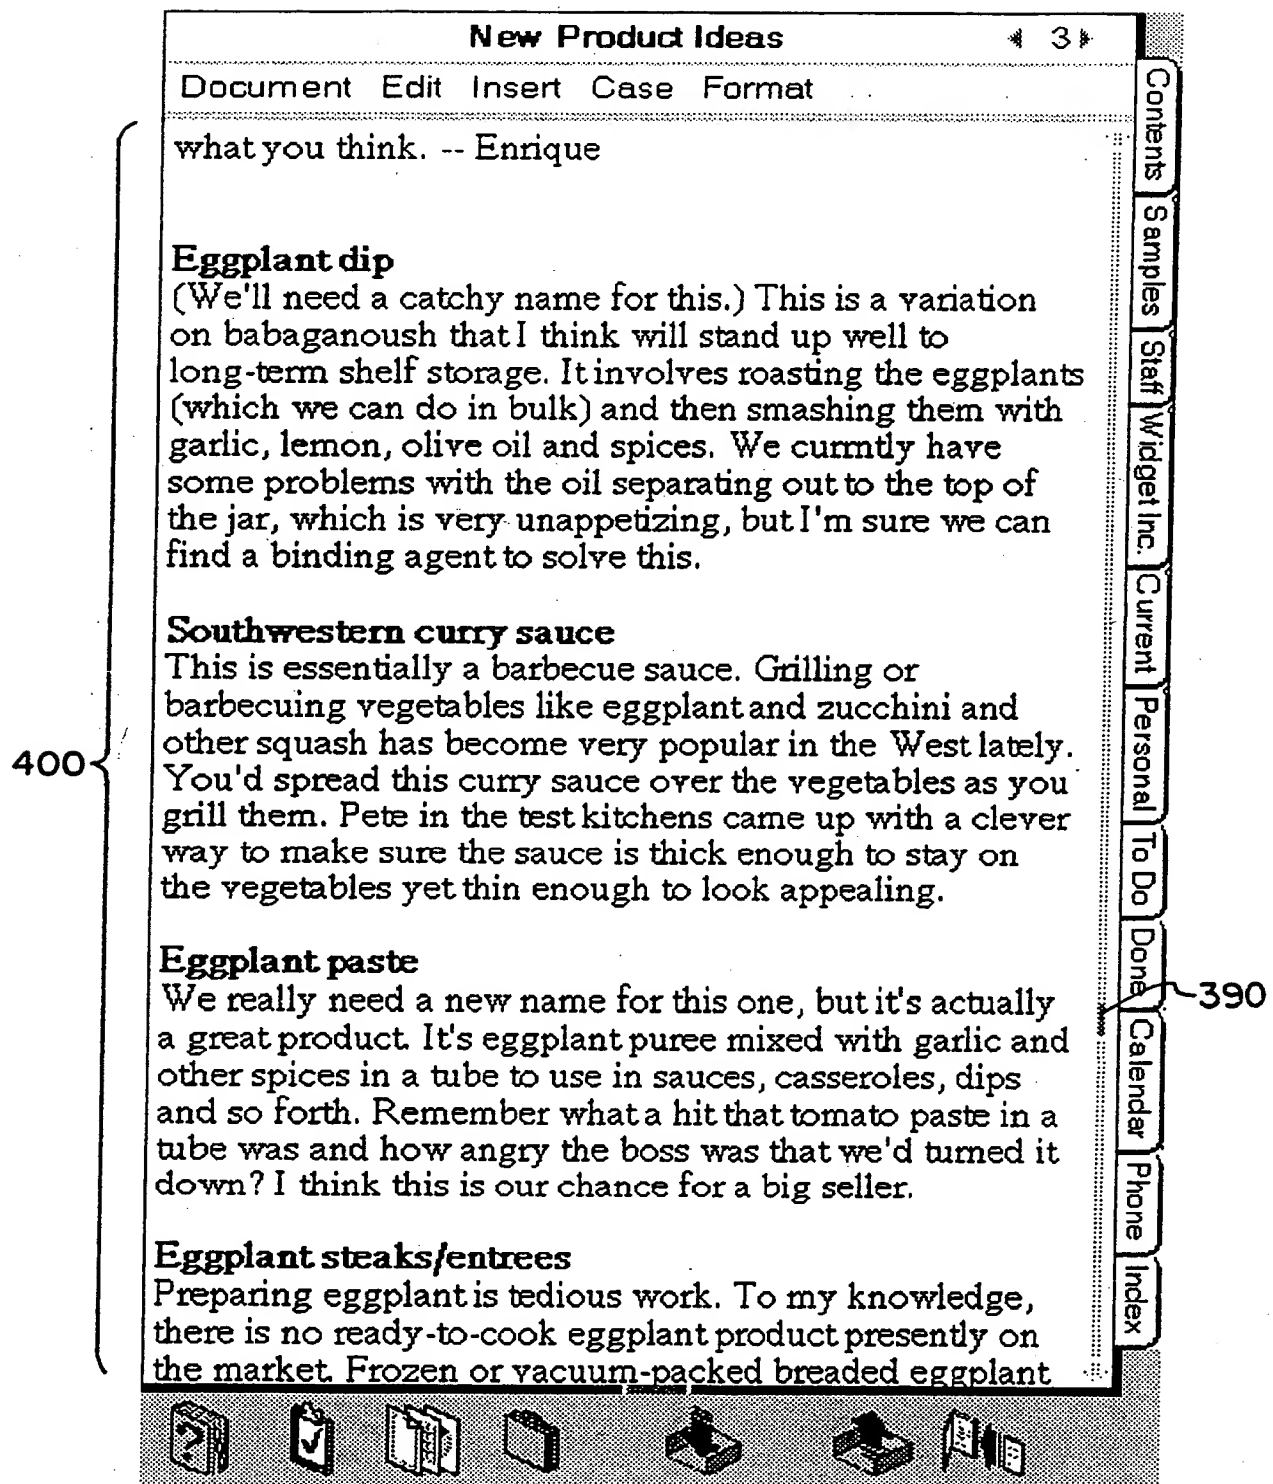 New Product Ideas 3
Document Edit Insert Case Format
what you think. -- Enrique
Eggplant dip
(We'll need a catchy name for this.) This is a variation
on babaganoush that I think will stand up well to
long-term shelf storage. It involves roasting the eggplants
(which we can do in bulk) and then smashing them with
garlic, lemon, olive oil and spices. We currntly have
some problems with the oil separating out to the top of
the jar, which is very unappetizing, but I'm sure we can
find a binding agent to solve this.
Southwestern curry sauce
This is essentially a barbecue sauce. Grilling or
barbecuing vegetables like eggplant and zucchini and
other squash has become very popular in the West lately.
You'd spread this curry sauce over the vegetables as you
grill them. Pete in the test kitchens came up with a clever
way to make sure the sauce is thick enough to stay on
the vegetables yet thin enough to look appealing.
Eggplant paste
We really need a new name for this one, but it's actually
a great product. It's eggplant puree mixed with garlic and
other spices in a tube to use in sauces, casseroles, dips
and so forth. Remember what a hit that tomato paste in a
tube was and how angry the boss was that we'd turned it
down? I think this is our chance for a big seller.
Eggplant steaks/entrees
Preparing eggplant is tedious work. To my knowledge,
there is no ready-to-cook eggplant product presently on
the market. Frozen or vacuum-packed breaded eggplant
Contents
Samples
Staff
Widget Inc.
Current
Personal
To Do
Done
Calendar
Phone
Index
400
390
?